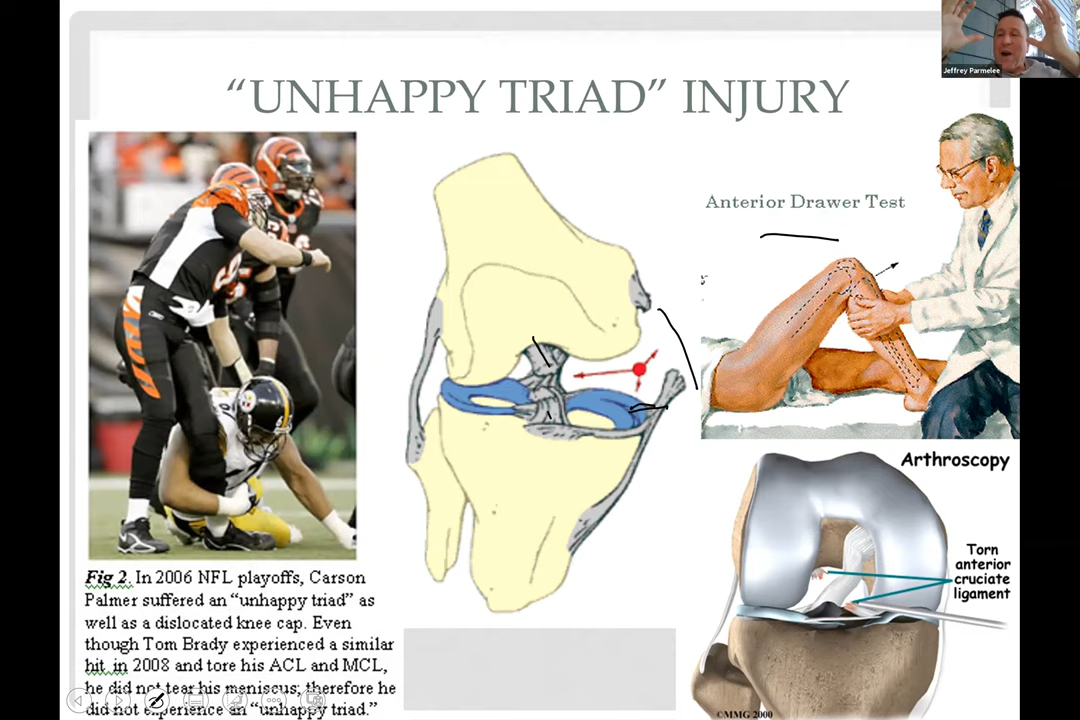 Jeffrey Parmelee
“UNHAPPY TRIAD” INJURY
Anterior Drawer Test
Arthroscopy
Torn
anterior
cruciate
ligament
Fig 2. In 2006 NFL playoffs, Carson
Palmer suffered an “unhappy triad” as
well as a dislocated knee cap. Even
though Tom Brady experienced a similar
hit in 2008 and tore his ACL and MCL,
he did not tear his meniscus; therefore he
did not experience an “unhappy triad.”
©MMG 2000